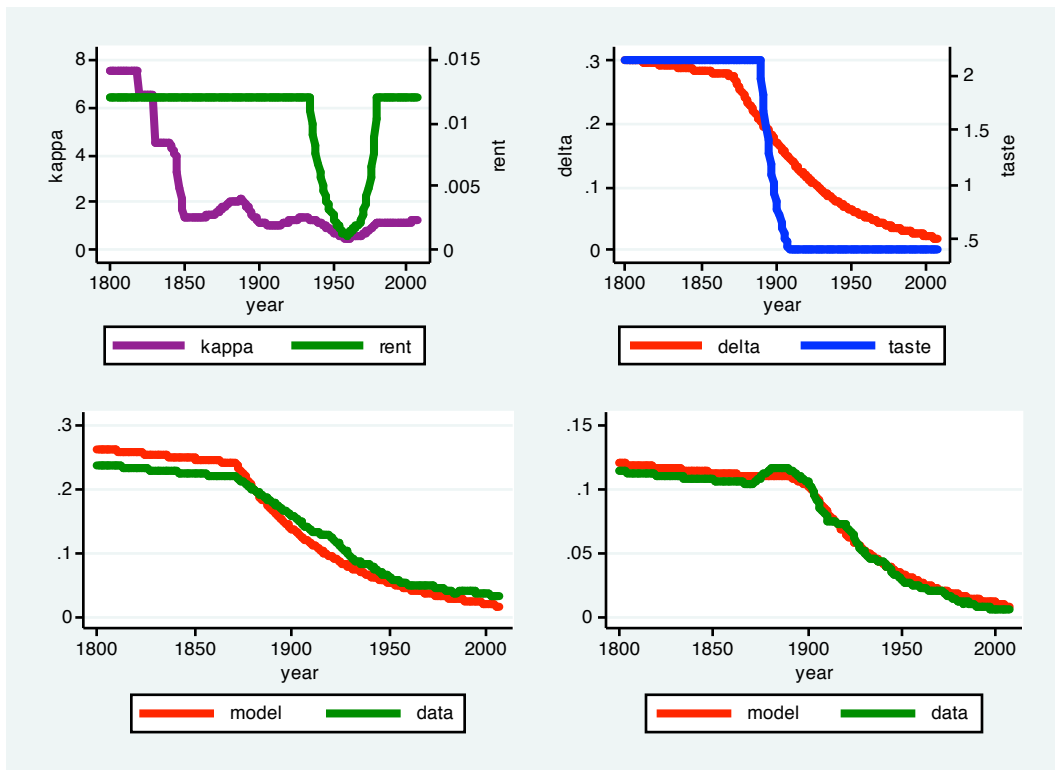 8
6
4
2
0
kappa
.015
.01
.005
0
rent
1800 1850 1900 1950 2000
year
kappa rent
.3
.2
.1
0
delta
2
1.5
1
.5
taste
1800 1850 1900 1950 2000
year
delta taste
.3
.2
.1
0
1800 1850 1900 1950 2000
year
model data
.15
.1
.05
0
1800 1850 1900 1950 2000
year
model data